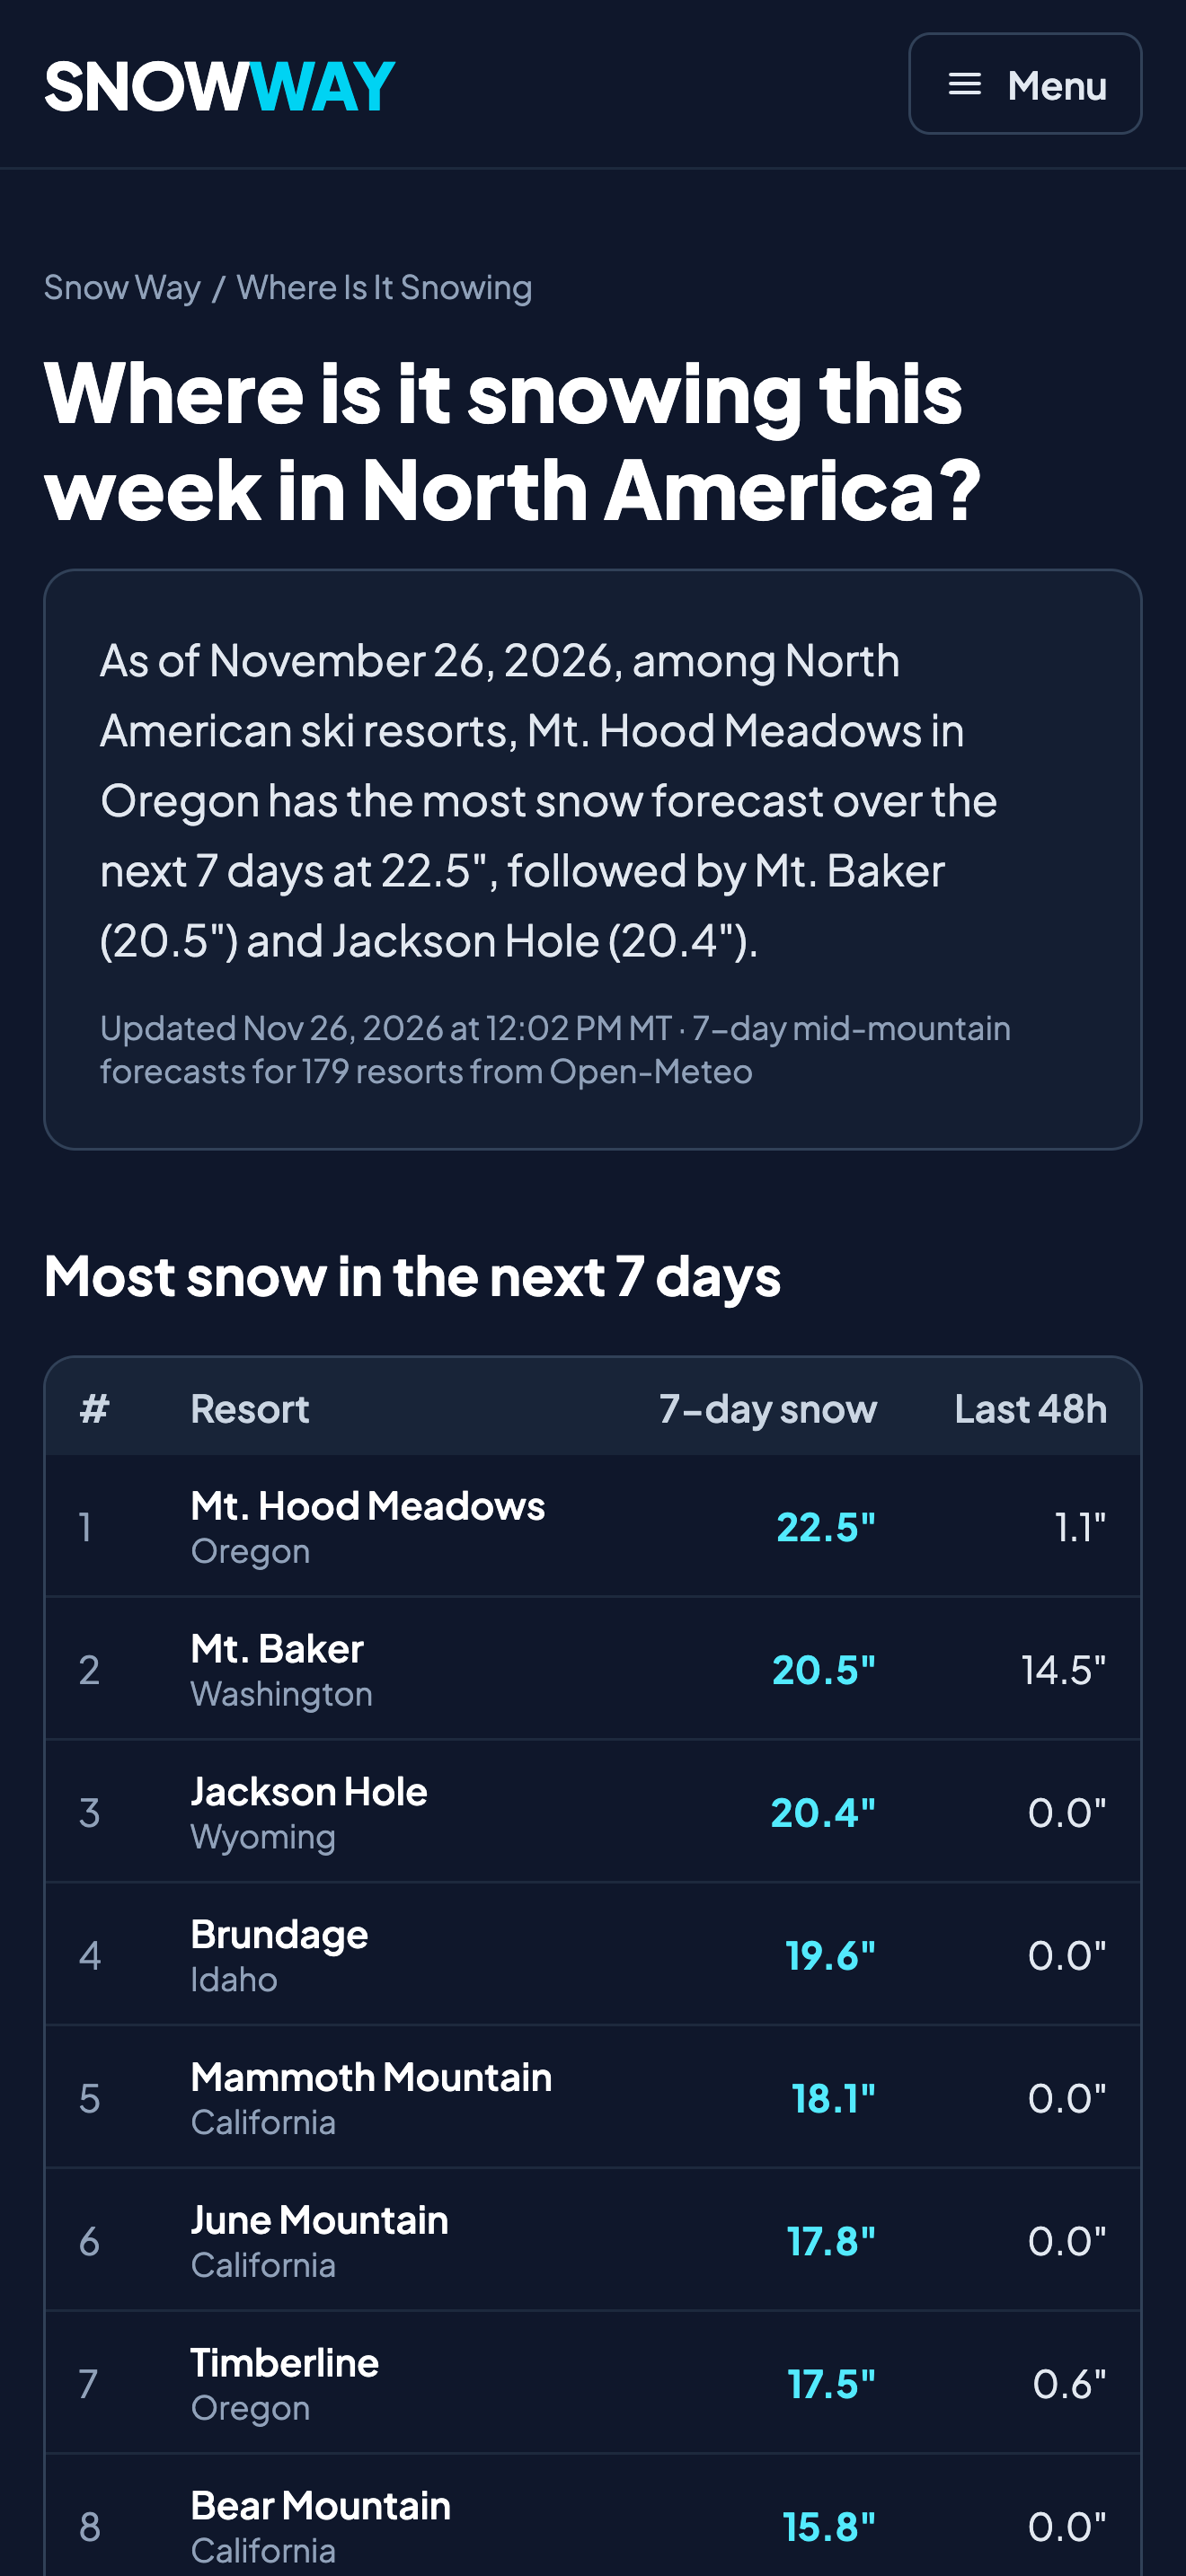 SNOWWAY
Menu
Snow Way / Where Is It Snowing
Where is it snowing this
week in North America?
As of November 26, 2026, among North
American ski resorts, Mt. Hood Meadows in
Oregon has the most snow forecast over the
next 7 days at 22.5", followed by Mt. Baker
(20.5") and Jackson Hole (20.4").
Updated Nov 26, 2026 at 12:02 PM MT · 7-day mid-mountain
forecasts for 179 resorts from Open-Meteo
Most snow in the next 7 days
# Resort 7-day snow Last 48h
1 Mt. Hood Meadows 22.5" 1.1"
Oregon
2 Mt. Baker 20.5" 14.5"
Washington
3 Jackson Hole 20.4" 0.0"
Wyoming
4 Brundage 19.6" 0.0"
Idaho
5 Mammoth Mountain 18.1" 0.0"
California
6 June Mountain 17.8" 0.0"
California
7 Timberline 17.5" 0.6"
Oregon
8 Bear Mountain 15.8" 0.0"
California